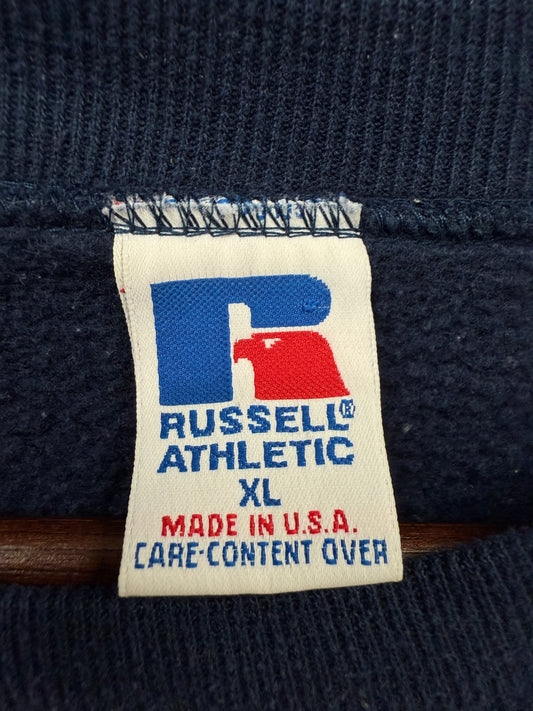 RUSSELL®
ATHLETIC
XL
MADE IN U.S.A.
CARE-CONTENT OVER